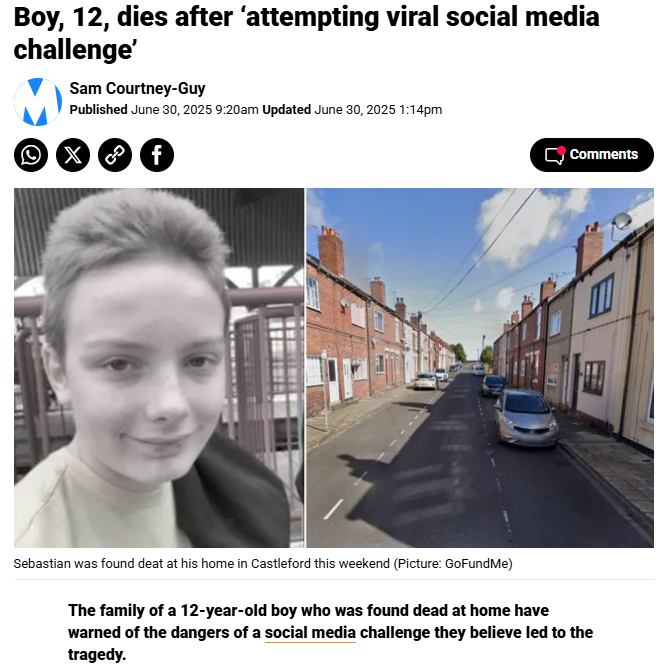 Boy, 12, dies after ‘attempting viral social media
challenge’
Sam Courtney-Guy
Published June 30, 2025 9:20am Updated June 30, 2025 1:14pm
Comments
Sebastian was found deat at his home in Castleford this weekend (Picture: GoFundMe)
The family of a 12-year-old boy who was found dead at home have
warned of the dangers of a social media challenge they believe led to the
tragedy.